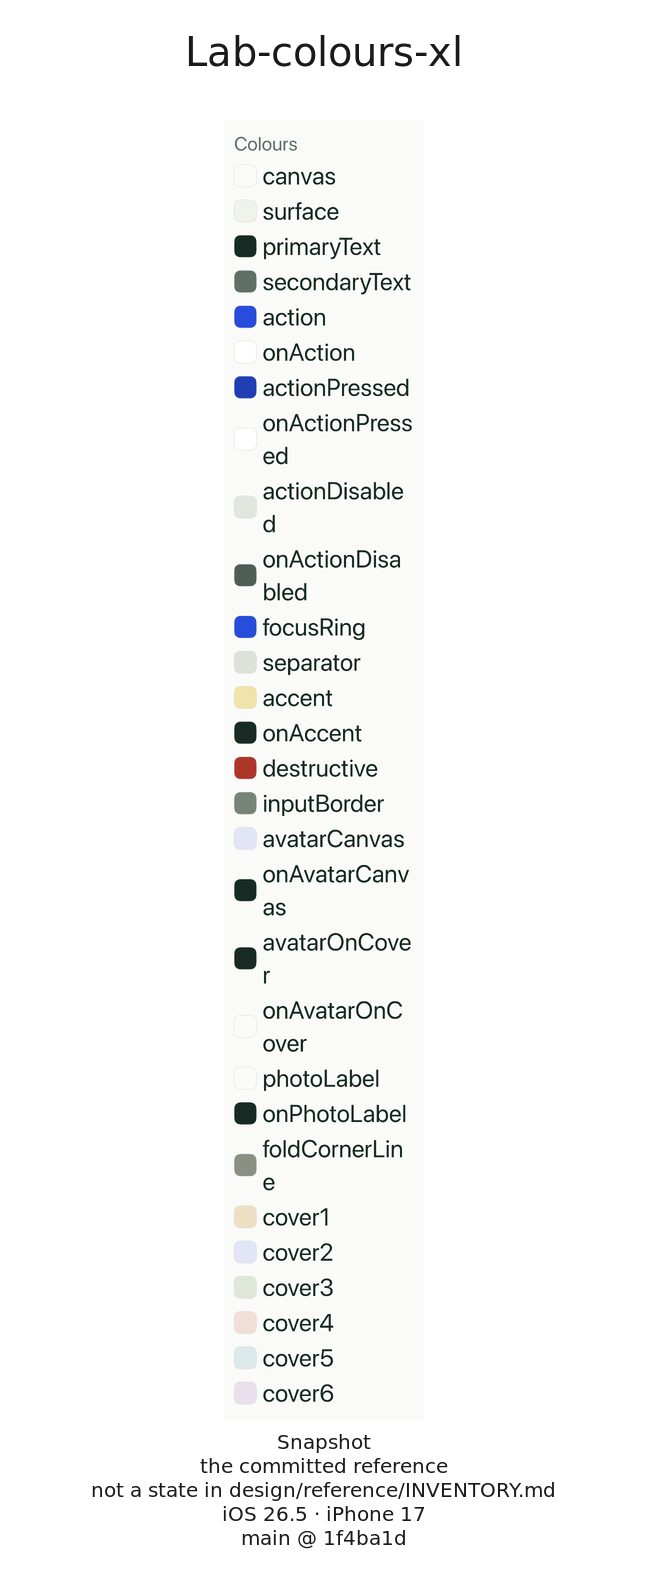 Lab-colours-xl
Colours
canvas
surface
primaryText
secondaryText
action
onAction
actionPressed
onActionPress
ed
actionDisable
d
onActionDisa
bled
focusRing
separator
accent
onAccent
destructive
inputBorder
avatarCanvas
onAvatarCanv
as
avatarOnCove
r
onAvatarOnC
over
photoLabel
onPhotoLabel
foldCornerLin
e
cover1
cover2
cover3
cover4
cover5
cover6
Snapshot
the committed reference
not a state in design/reference/INVENTORY.md
iOS 26.5 · iPhone 17
main @ 1f4ba1d